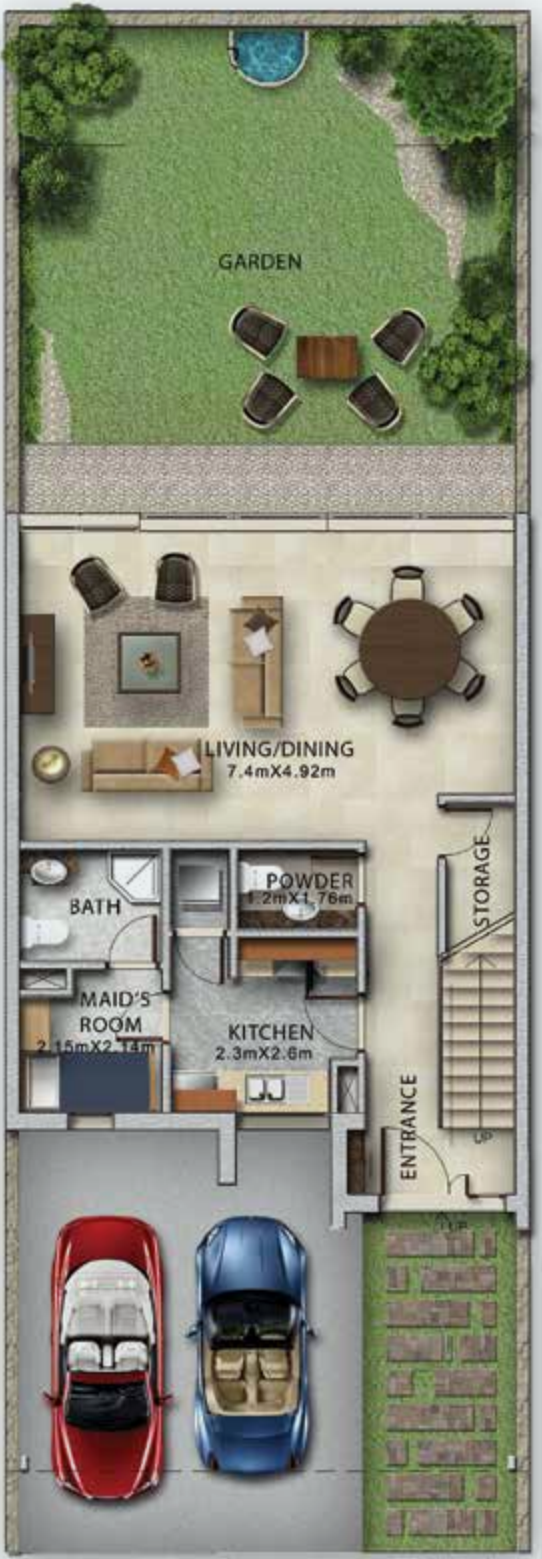 GARDEN
LIVING/DINING
7.4mX4.92m
STORAGE
POWDER
1.2mX1.76m
BATH
MAID'S
ROOM
2.15mX2.14m
KITCHEN
2.3mX2.6m
ENTRANCE
UP
UP